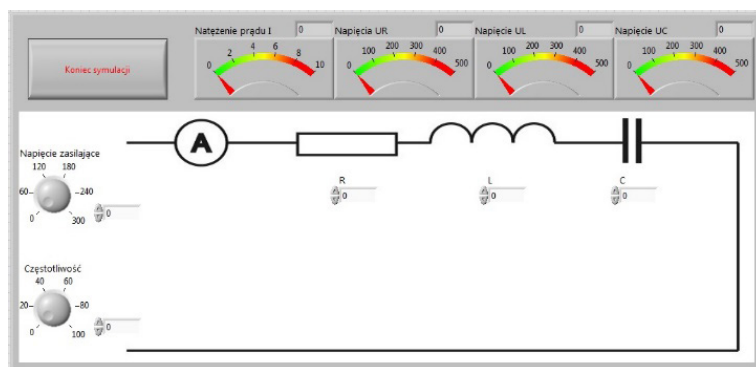 Natężenie prądu I 0
Napięcia UR 0
Napięcie UL 0
Napięcie UC 0
Koniec symulacji
0 2 4 6 8 10
0 100 200 300 400 500
0 100 200 300 400 500
0 100 200 300 400 500
A
Napięcie zasilające
0 60 120 180 240 300
0
R
0
L
0
C
0
Częstotliwość
0 20 40 60 80 100
0